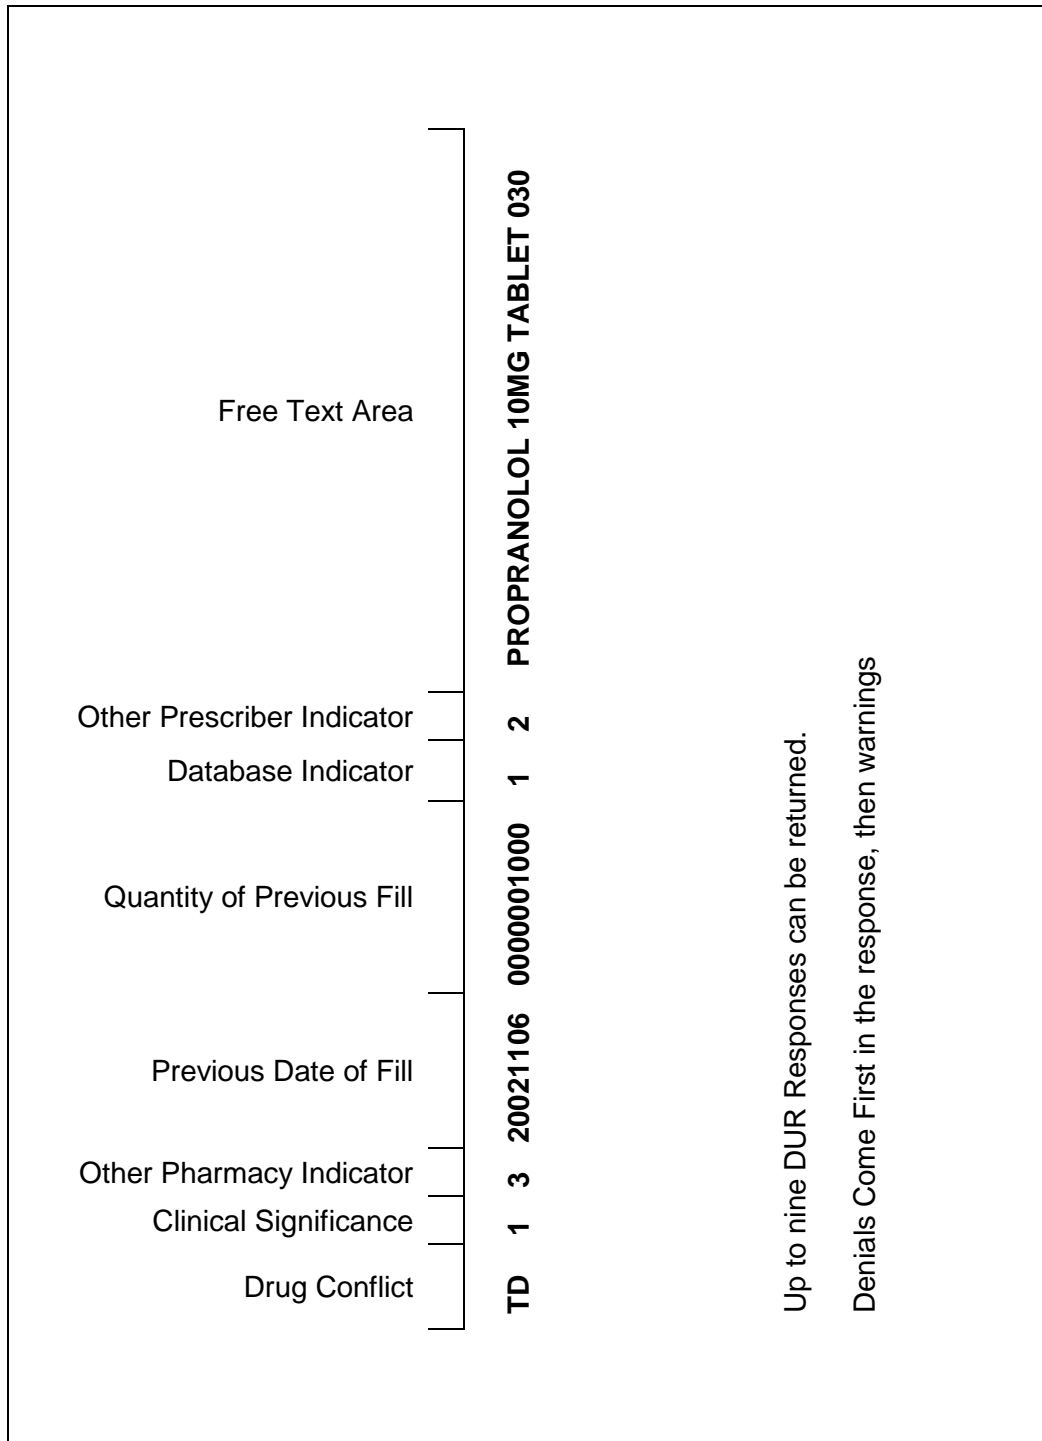 Free Text Area
Other Prescriber Indicator
Database Indicator
Quantity of Previous Fill
Previous Date of Fill
Other Pharmacy Indicator
Clinical Significance
Drug Conflict
TD 1 3 20021106 0000001000 1 2 PROPRANOLOL 10MG TABLET 030
Up to nine DUR Responses can be returned.
Denials Come First in the response, then warnings